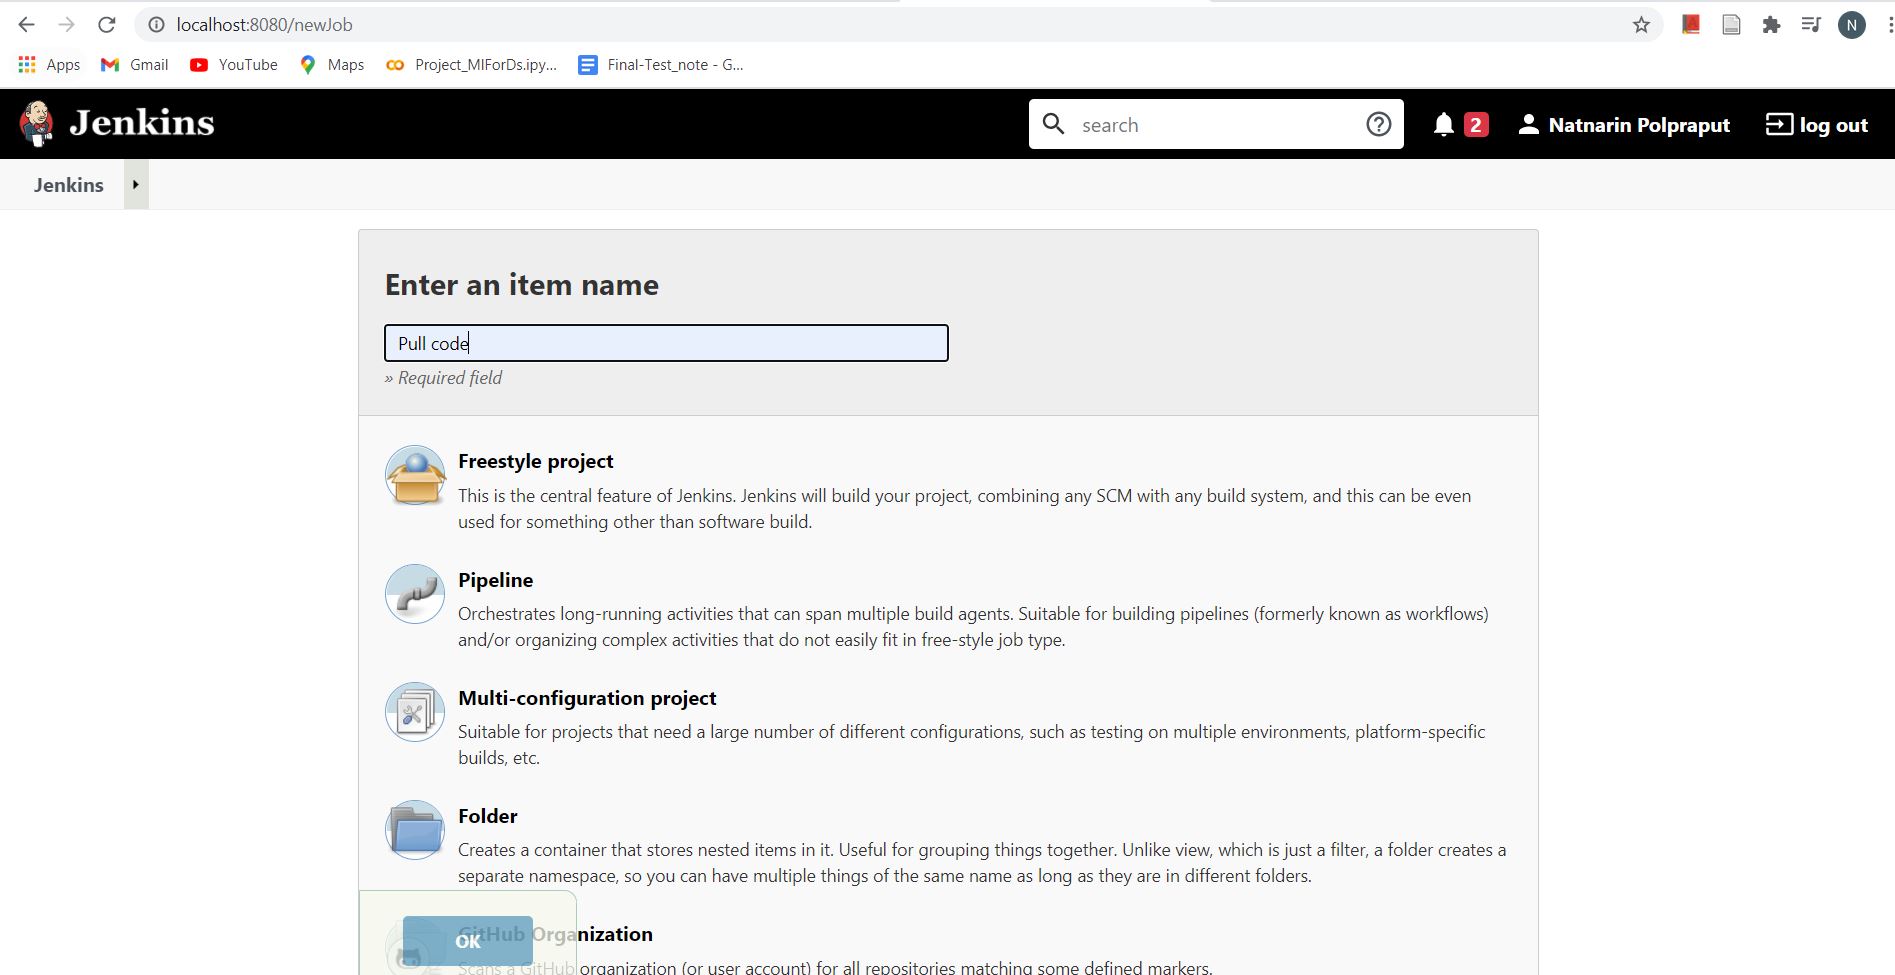 localhost:8080/newJob
Apps Gmail YouTube Maps Project_MlForDs.ipy... Final-Test_note - G...
N
Jenkins search 2 Natnarin Polpraput log out
Jenkins
Enter an item name
Pull code
» Required field
Freestyle project
This is the central feature of Jenkins. Jenkins will build your project, combining any SCM with any build system, and this can be even
used for something other than software build.
Pipeline
Orchestrates long-running activities that can span multiple build agents. Suitable for building pipelines (formerly known as workflows)
and/or organizing complex activities that do not easily fit in free-style job type.
Multi-configuration project
Suitable for projects that need a large number of different configurations, such as testing on multiple environments, platform-specific
builds, etc.
Folder
Creates a container that stores nested items in it. Useful for grouping things together. Unlike view, which is just a filter, a folder creates a
separate namespace, so you can have multiple things of the same name as long as they are in different folders.
OK
GitHub Organization
Scans a GitHub organization (or user account) for all repositories matching some defined markers.